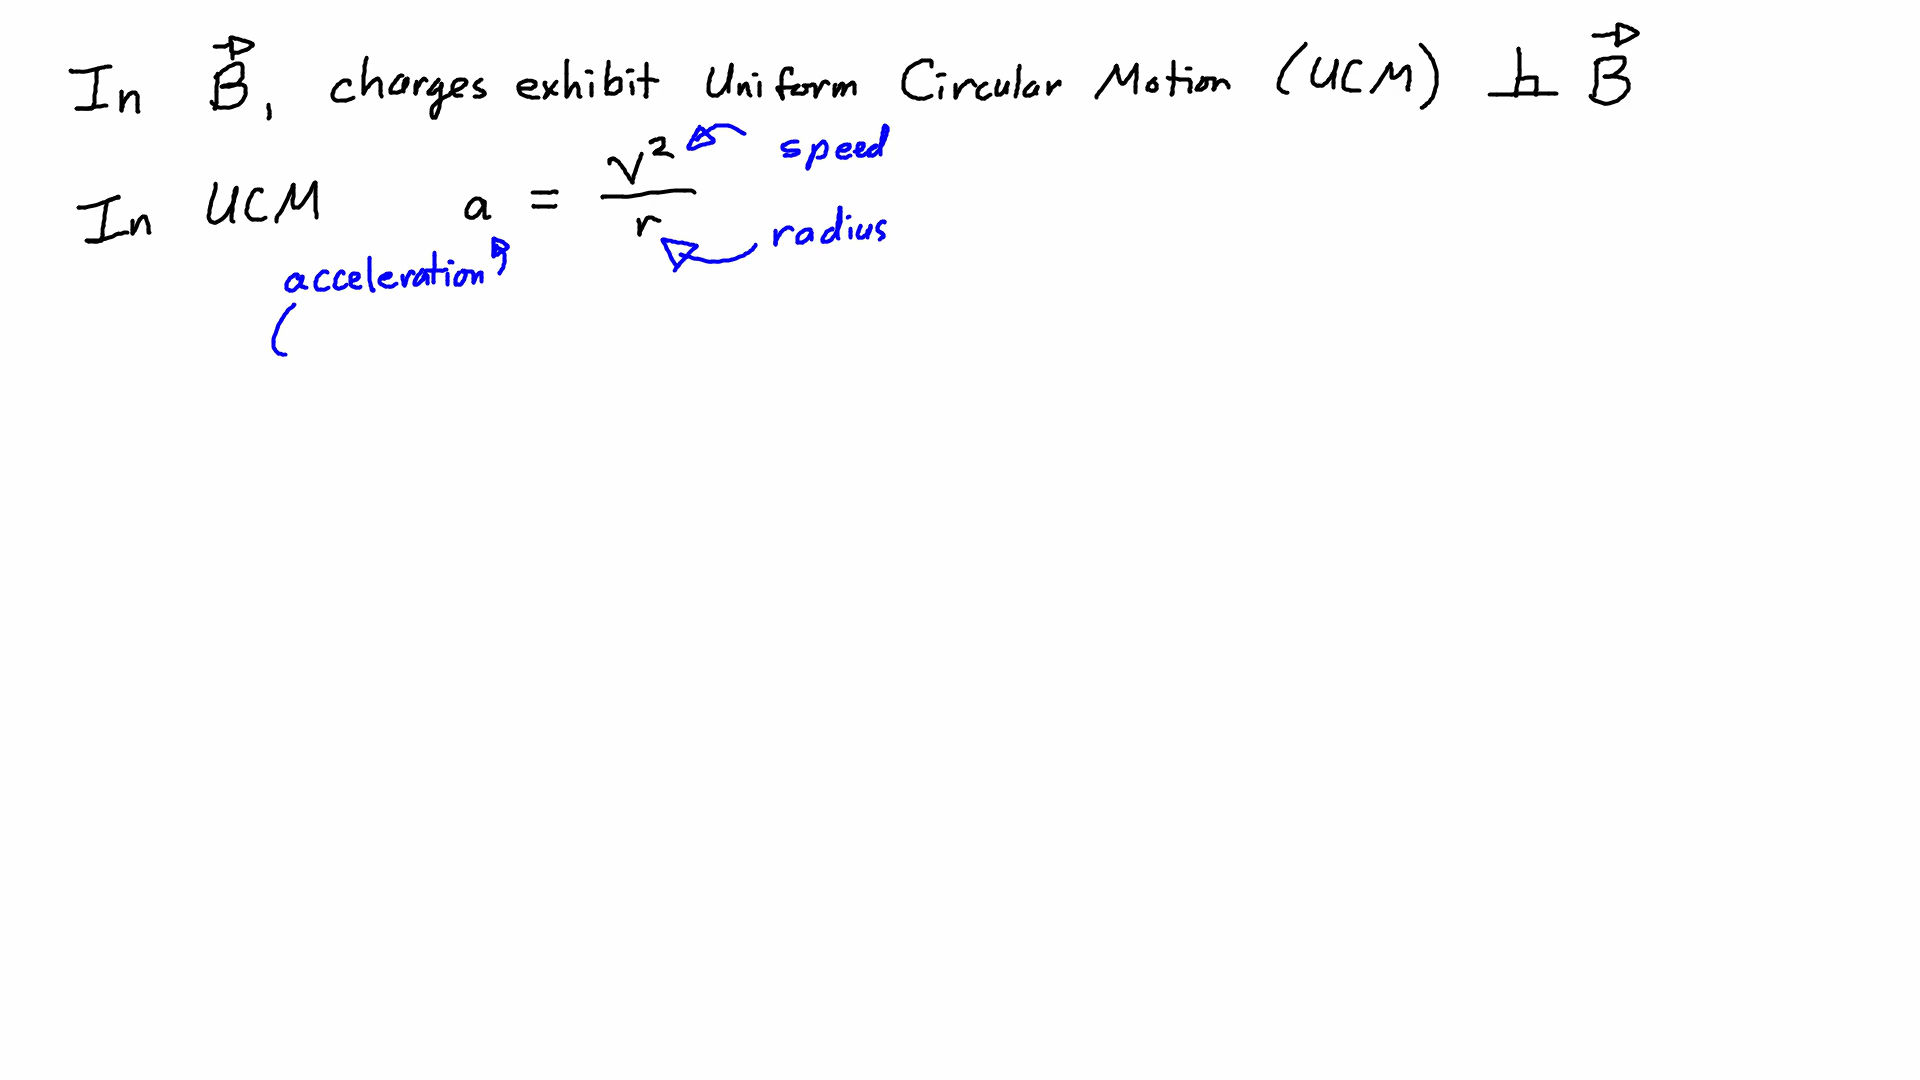 In B⃗, charges exhibit Uniform Circular Motion (UCM) ⊥ B⃗
In UCM a = v²/r
speed
radius
acceleration